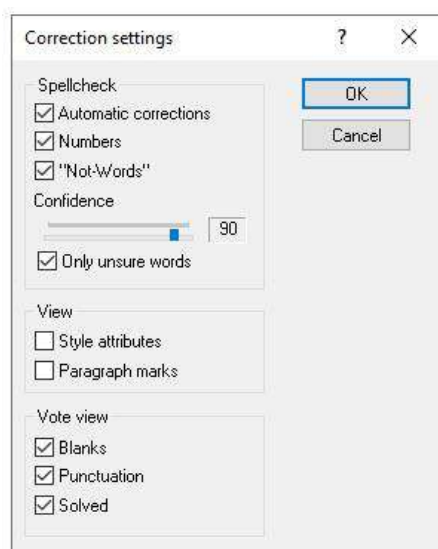 Correction settings ?
Spellcheck
Automatic corrections
Numbers
"Not-Words"
Confidence
90
Only unsure words
OK
Cancel
View
Style attributes
Paragraph marks
Vote view
Blanks
Punctuation
Solved